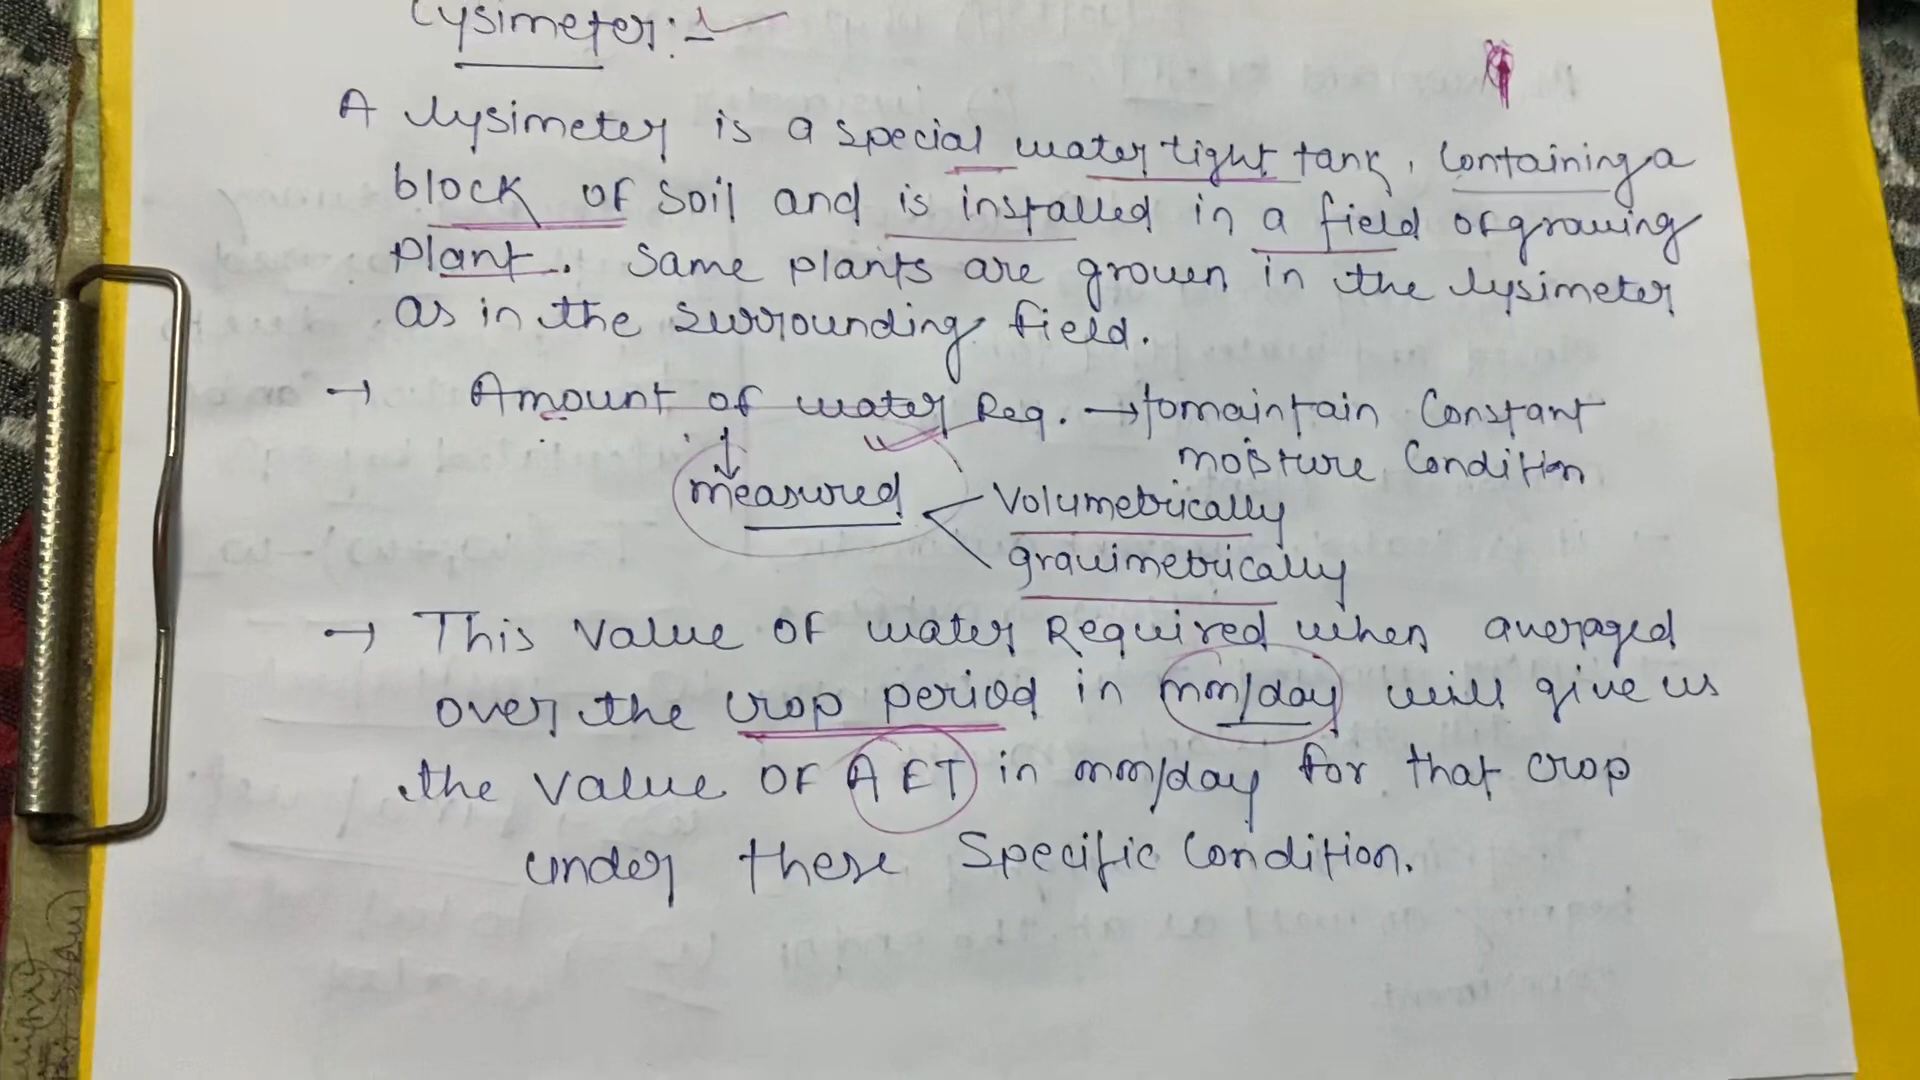 Lysimeter:-
A lysimeter is a special water tight tank, containing a
block of soil and is installed in a field of growing
plant. Same plants are grown in the lysimeter
as in the surrounding field.
→ Amount of water Req. → to maintain Constant
moisture Condition
measured
Volumetrically
gravimetrically
→ This value of water Required when averaged
over the crop period in mm/day will give us
the value of AET in mm/day for that crop
under these Specific Condition.